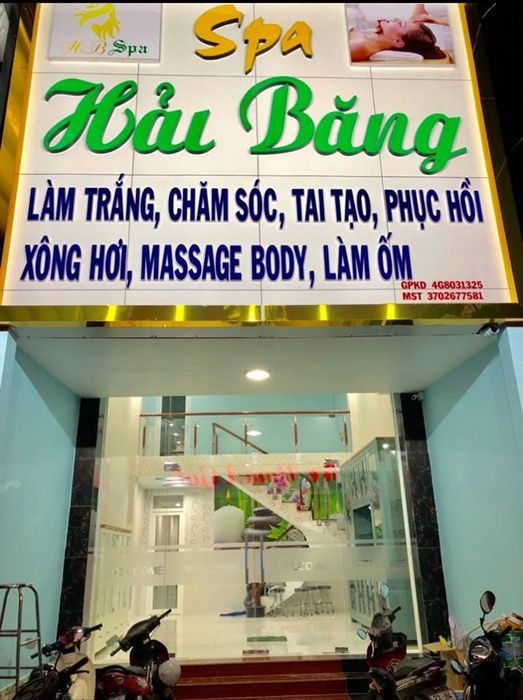 HB Spa
Spa
Hải Băng
LÀM TRẮNG, CHĂM SÓC, TAI TẠO, PHỤC HỒI
XÔNG HƠI, MASSAGE BODY, LÀM ỐM
GPKD 4G8031325
MST 3702677581
WELCOME